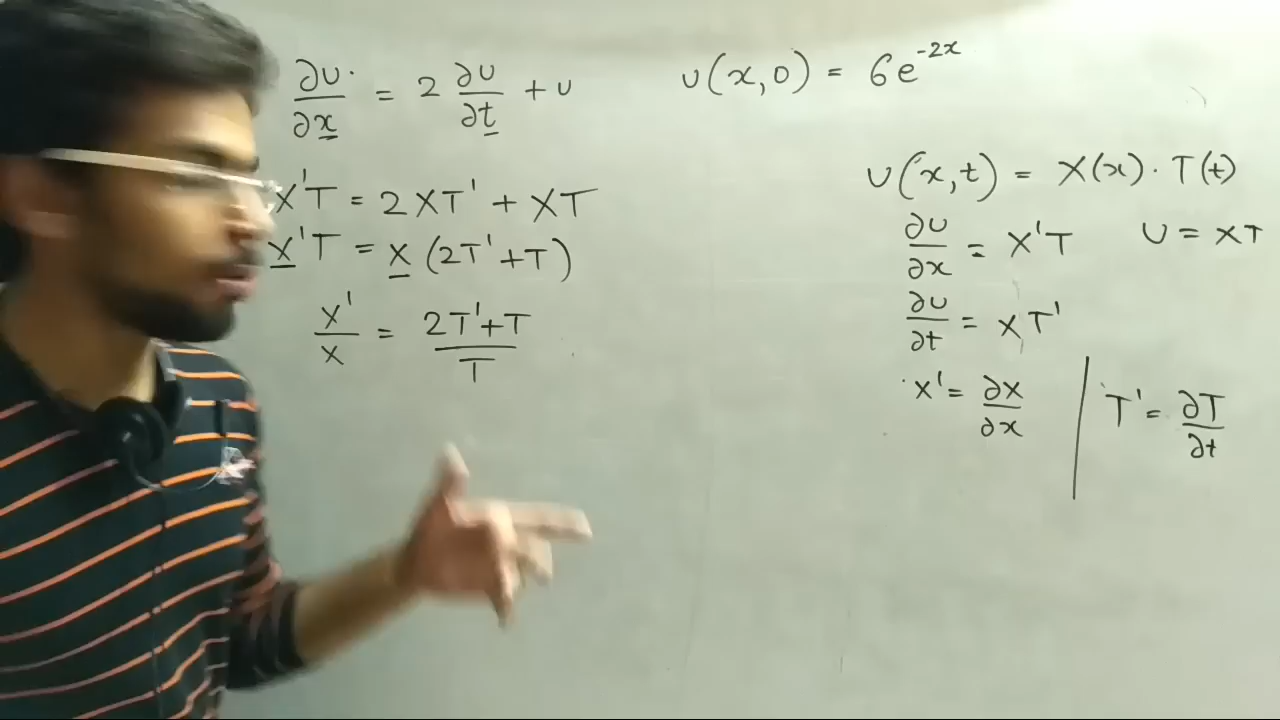 ∂U/∂x = 2 ∂U/∂t + U
U(x,0) = 6e^{-2x}
X'T = 2XT' + XT
X'T = X(2T'+T)
X'/X = (2T'+T)/T
U(x,t) = X(x)·T(t)
∂U/∂x = X'T
U = XT
∂U/∂t = XT'
X' = ∂X/∂x | T' = ∂T/∂t